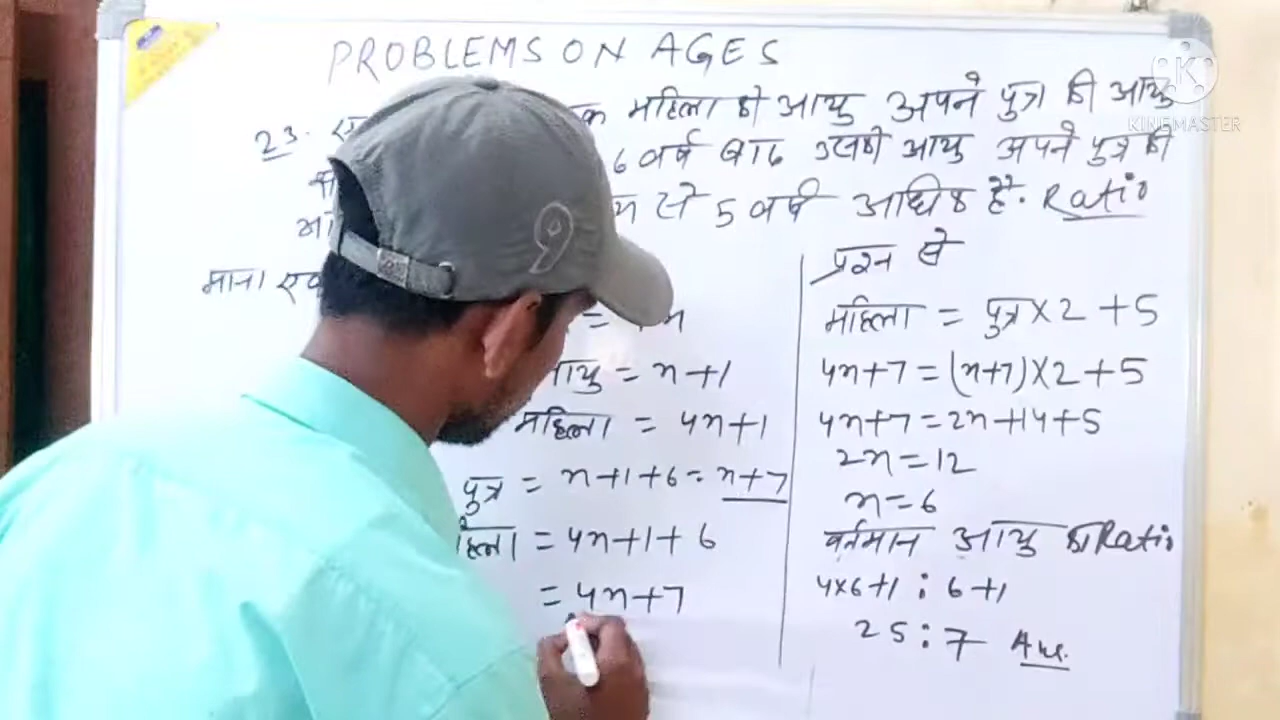 PROBLEMS ON AGES
23. महिला की आयु अपने पुत्र की आयु
6 वर्ष बाद उसकी आयु अपने पुत्र की
से 5 वर्ष अधिक है. Ratio
माना
आयु = n+1
महिला = 4n+1
पुत्र = n+1+6 = n+7
= 4n+1+6
= 4n+7
प्रश्न से
महिला = पुत्र×2 +5
4n+7=(n+7)×2+5
4n+7=2n+14+5
2n=12
n=6
वर्तमान आयु का Ratio
4×6+1 : 6+1
25:7 Ans.
KINEMASTER